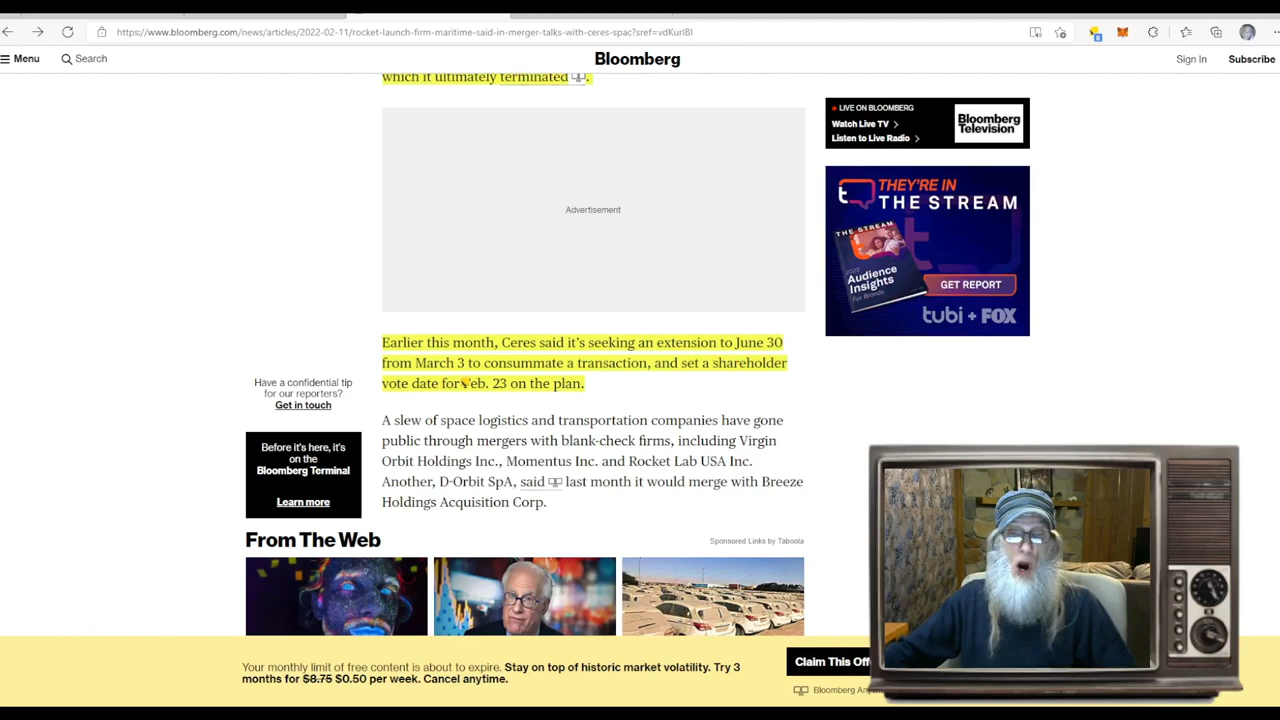 https://www.bloomberg.com/news/articles/2022-02-11/rocket-launch-firm-maritime-said-in-merger-talks-with-ceres-spac?sref=vdKurIBI
Menu
Search
Bloomberg
Sign In
Subscribe
which it ultimately terminated.
LIVE ON BLOOMBERG
Watch Live TV
Listen to Live Radio
Bloomberg
Television
Advertisement
THEY'RE IN
THE STREAM
THE STREAM
2022
Audience
Insights
For Brands
GET REPORT
tubi + FOX
Earlier this month, Ceres said it's seeking an extension to June 30
from March 3 to consummate a transaction, and set a shareholder
vote date for Feb. 23 on the plan.
Have a confidential tip
for our reporters?
Get in touch
A slew of space logistics and transportation companies have gone
public through mergers with blank-check firms, including Virgin
Orbit Holdings Inc., Momentus Inc. and Rocket Lab USA Inc.
Another, D-Orbit SpA, said last month it would merge with Breeze
Holdings Acquisition Corp.
Before it's here, it's
on the
Bloomberg Terminal
Learn more
From The Web
Sponsored Links by Taboola
Your monthly limit of free content is about to expire. Stay on top of historic market volatility. Try 3
months for $8.75 $0.50 per week. Cancel anytime.
Claim This Off
Bloomberg Any